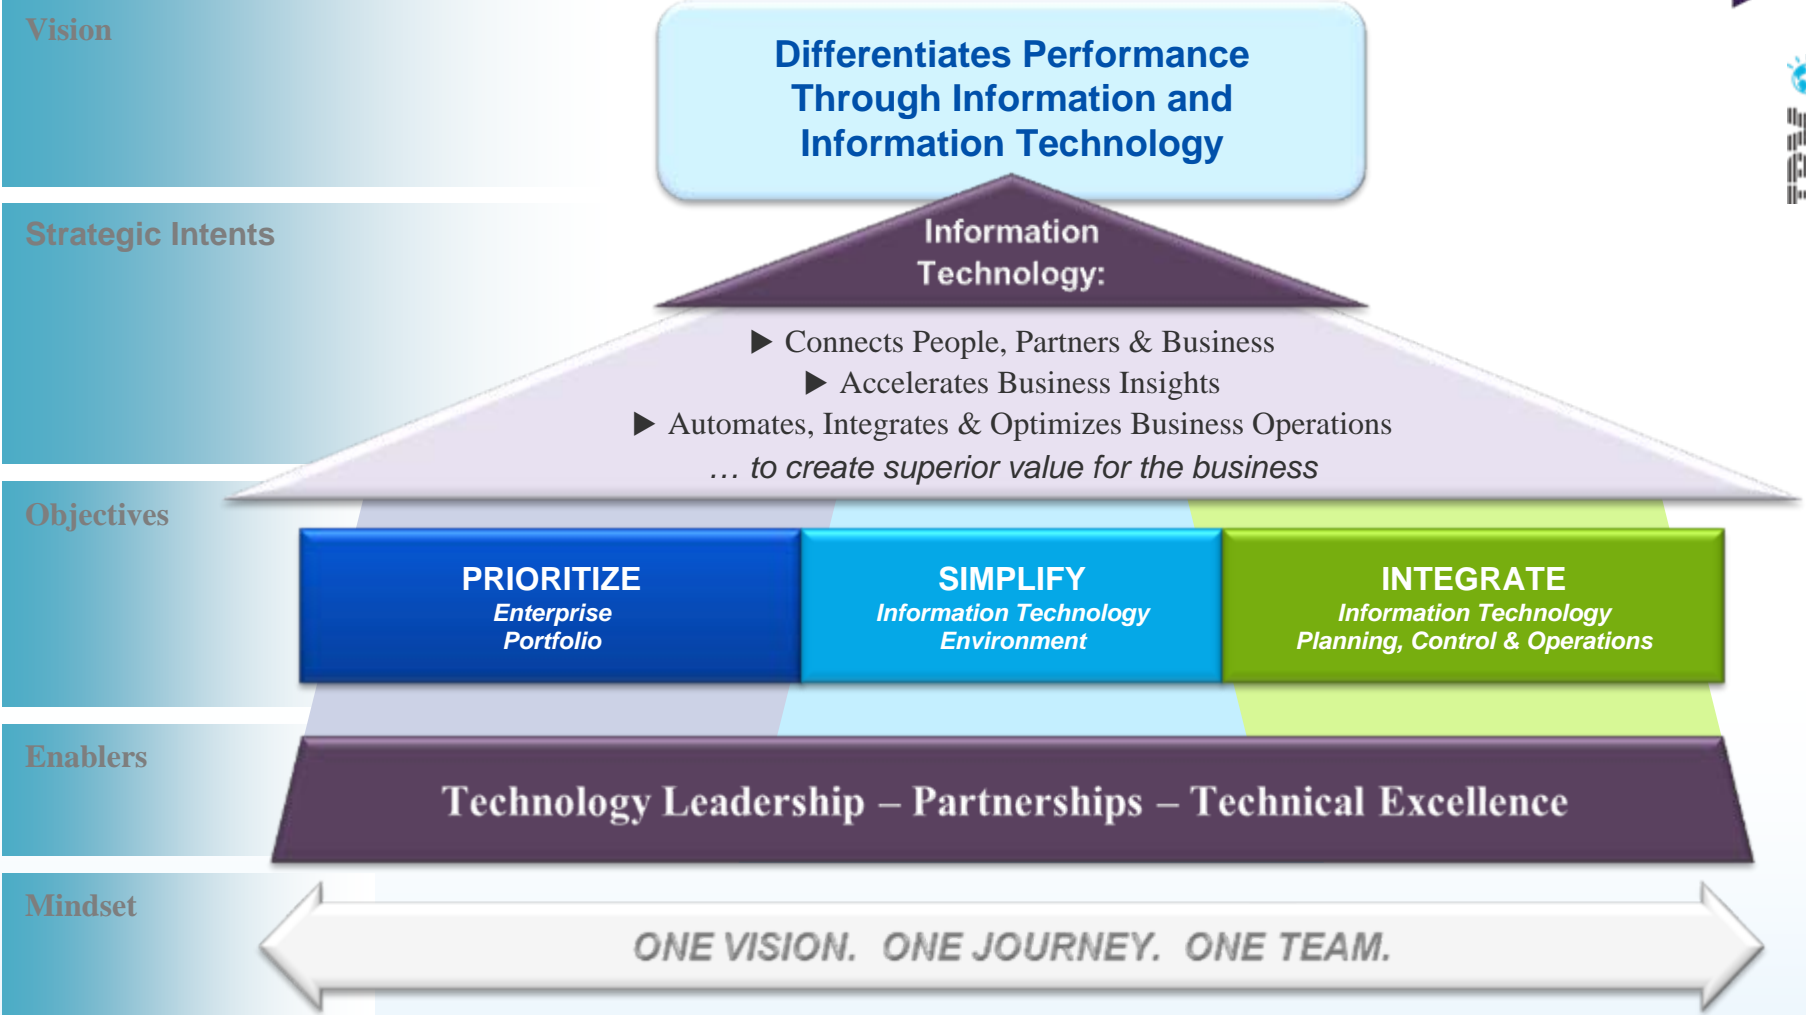 Vision
Differentiates Performance
Through Information and
Information Technology
Strategic Intents
Information
Technology:
▶ Connects People, Partners & Business
▶ Accelerates Business Insights
▶ Automates, Integrates & Optimizes Business Operations
… to create superior value for the business
Objectives
PRIORITIZE
Enterprise
Portfolio
SIMPLIFY
Information Technology
Environment
INTEGRATE
Information Technology
Planning, Control & Operations
Enablers
Technology Leadership – Partnerships – Technical Excellence
Mindset
ONE VISION. ONE JOURNEY. ONE TEAM.